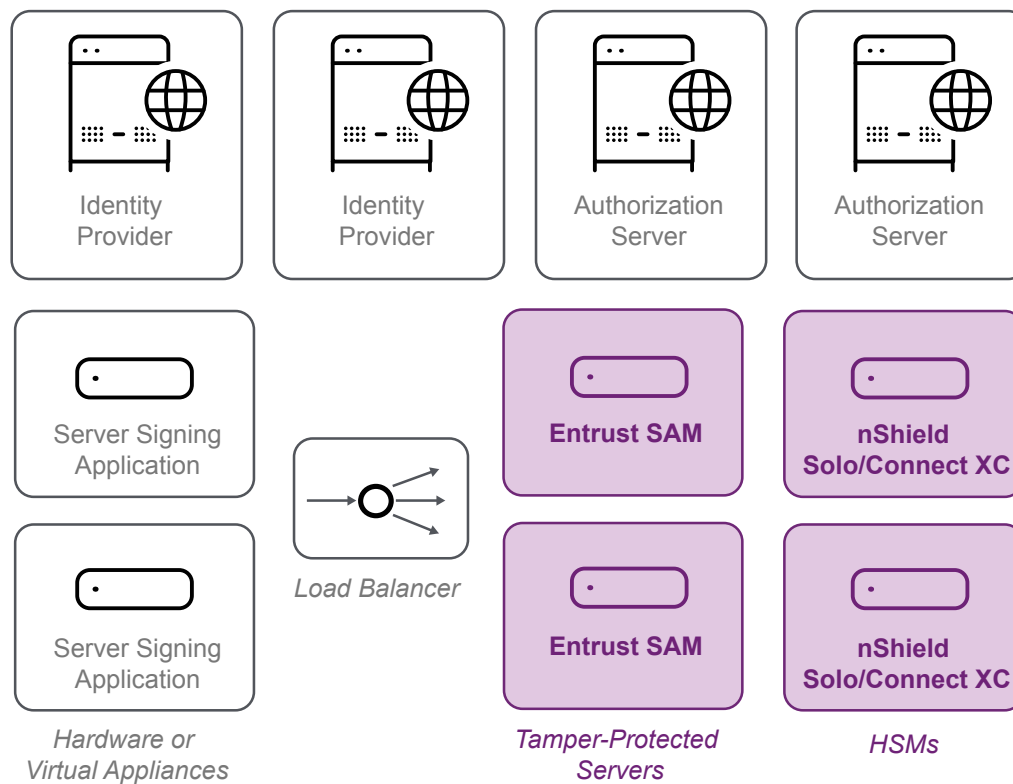 Identity
Provider
Identity
Provider
Authorization
Server
Authorization
Server
Server Signing
Application
Entrust SAM
nShield
Solo/Connect XC
Load Balancer
Server Signing
Application
Entrust SAM
nShield
Solo/Connect XC
Hardware or
Virtual Appliances
Tamper-Protected
Servers
HSMs